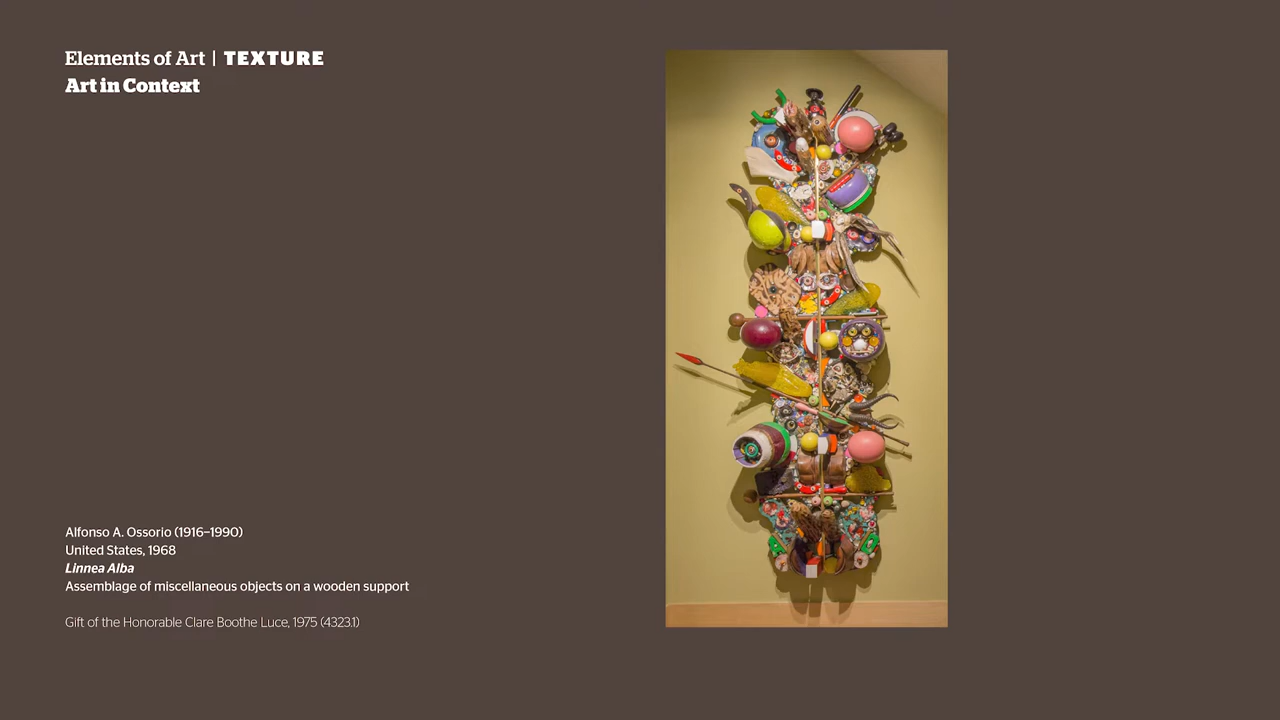 Elements of Art | TEXTURE
Art in Context
Alfonso A. Ossorio (1916–1990)
United States, 1968
Linnea Alba
Assemblage of miscellaneous objects on a wooden support
Gift of the Honorable Clare Boothe Luce, 1975 (4323.1)